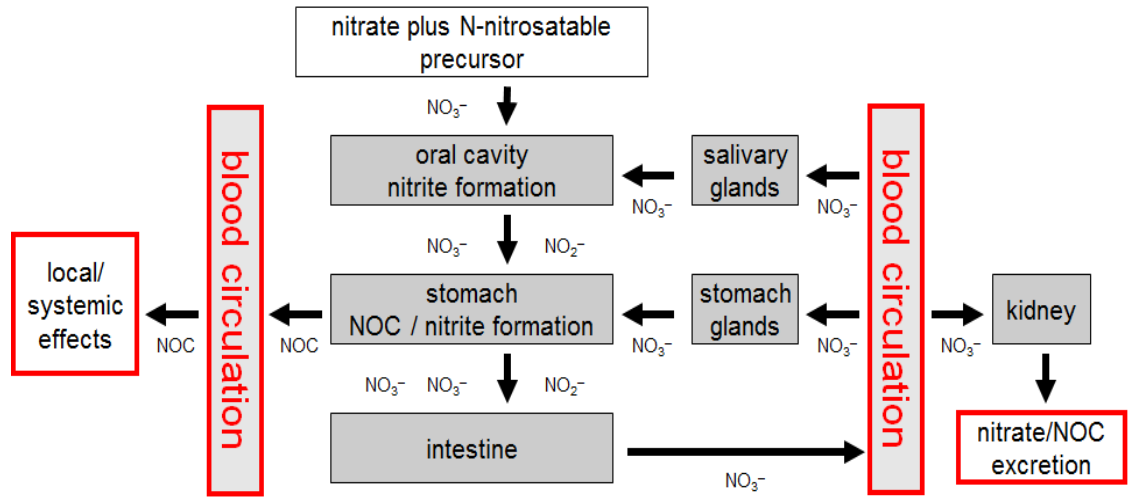 nitrate plus N-nitrosatable
precursor
NO₃⁻
oral cavity
nitrite formation
salivary
glands
NO₃⁻
NO₃⁻
blood circulation
blood circulation
NO₃⁻
NO₂⁻
local/
systemic
effects
NOC
NOC
stomach
NOC / nitrite formation
stomach
glands
NO₃⁻
NO₃⁻
kidney
NO₃⁻
NO₃⁻
NO₃⁻
NO₂⁻
intestine
NO₃⁻
nitrate/NOC
excretion